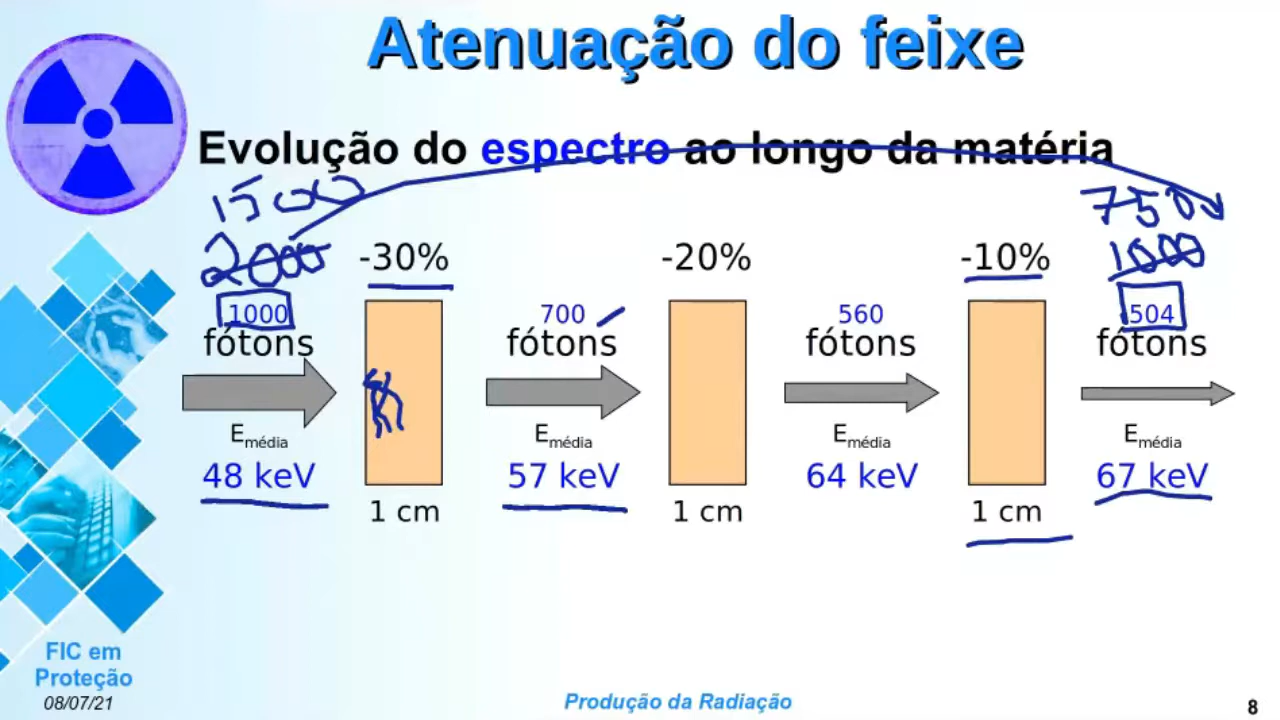 Atenuação do feixe
Evolução do espectro ao longo da matéria
1500
7500
2000
-30%
-20%
-10%
1000
1000
700
560
504
fótons
fótons
fótons
fótons
Emédia
Emédia
Emédia
Emédia
48 keV
57 keV
64 keV
67 keV
1 cm
1 cm
1 cm
FIC em
Proteção
08/07/21
Produção da Radiação
8